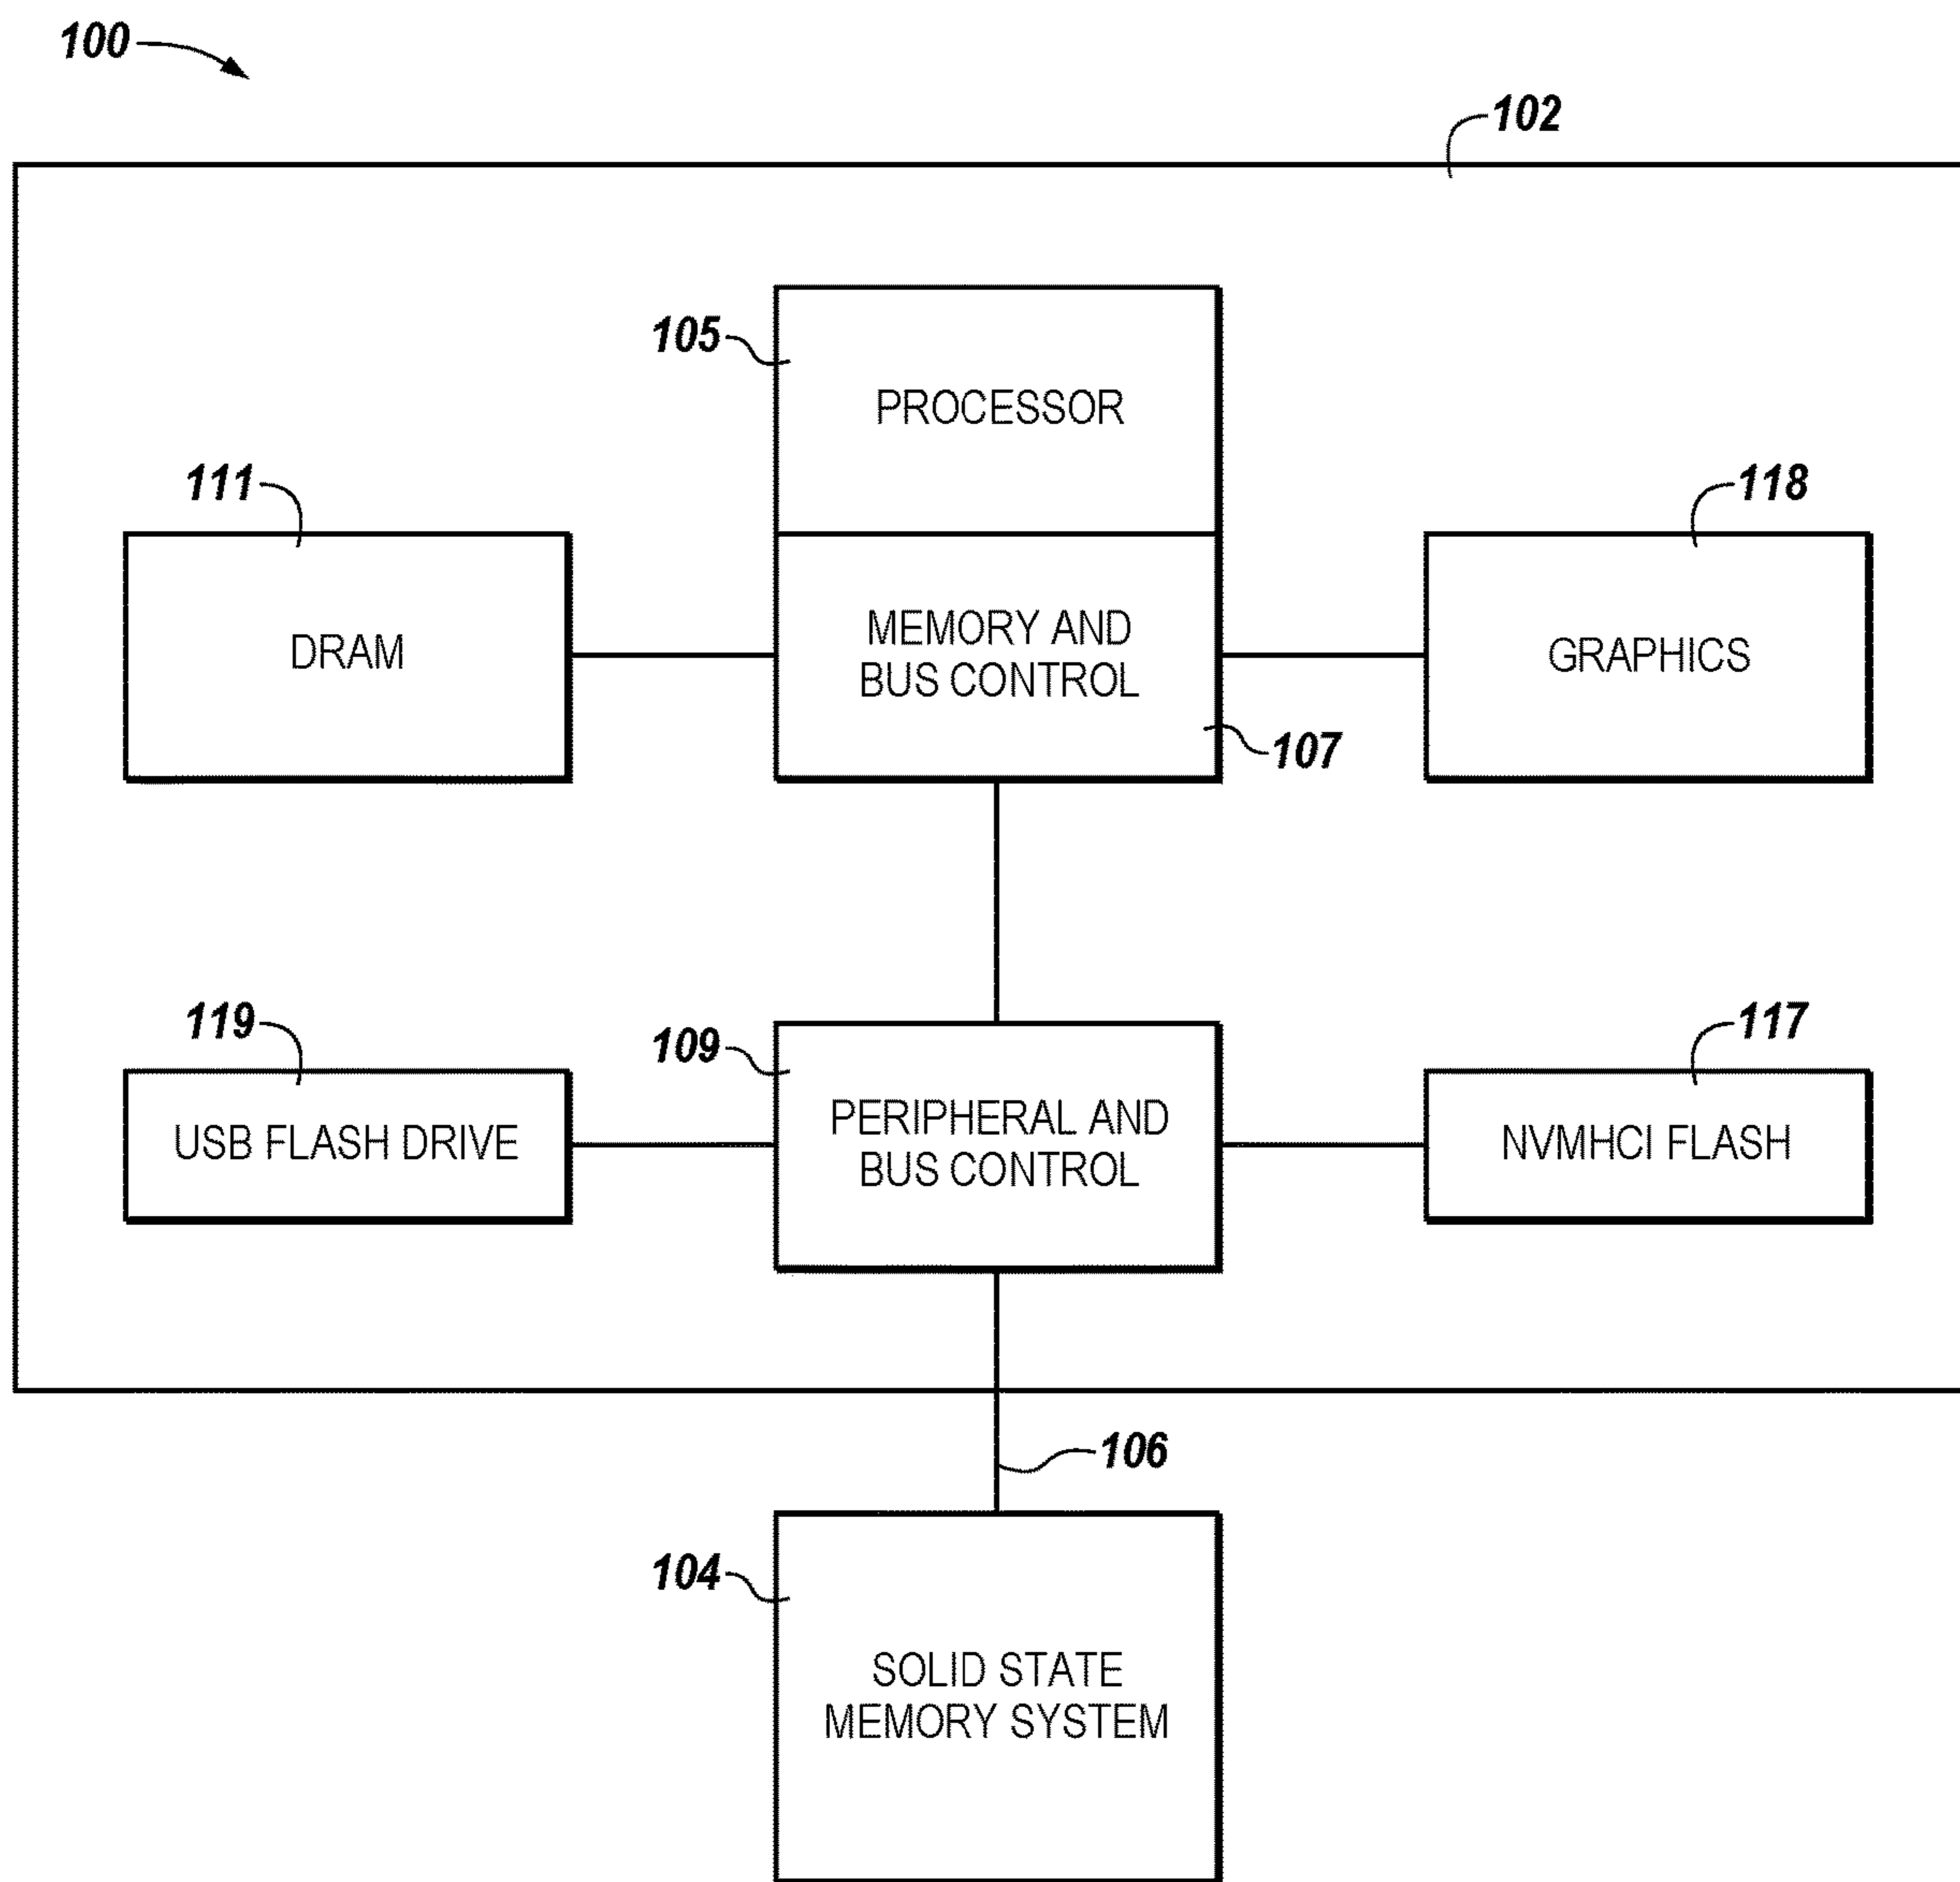 100
102
105
PROCESSOR
111
118
DRAM
MEMORY AND
BUS CONTROL
GRAPHICS
107
119
109
117
USB FLASH DRIVE
PERIPHERAL AND
BUS CONTROL
NVMHCI FLASH
106
104
SOLID STATE
MEMORY SYSTEM